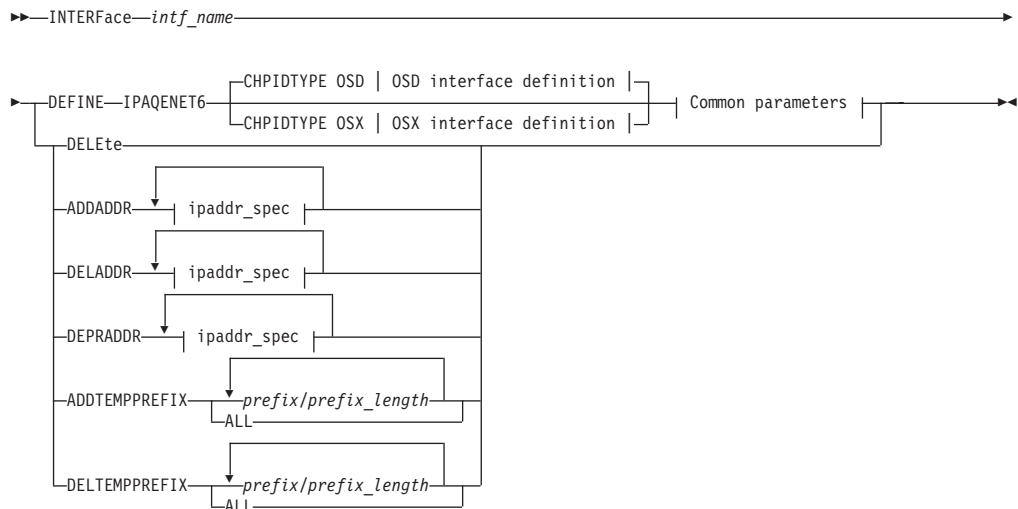 INTERFace intf_name
CHPIDTYPE OSD | OSD interface definition |
DEFINE IPAQENET6 Common parameters
CHPIDTYPE OSX | OSX interface definition |
DELEte
ADDADDR ipaddr_spec
DELADDR ipaddr_spec
DEPRADDR ipaddr_spec
ADDTEMPPREFIX prefix/prefix_length
ALL
DELTEMPPREFIX prefix/prefix_length
ALL